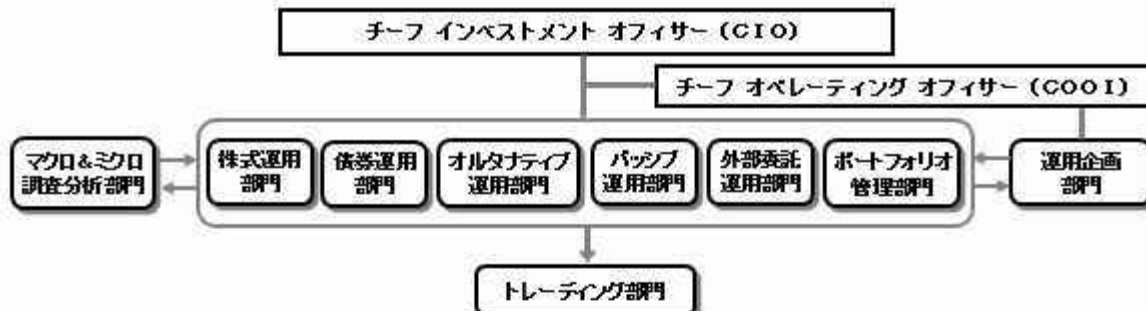 チーフ インベストメント オフィサー（CIO）
チーフ オペレーティング オフィサー（COOI）
マクロ&ミクロ
調査分析部門
株式運用
部門
債券運用
部門
オルタナティブ
運用部門
パッシブ
運用部門
外部委託
運用部門
ポートフォリオ
管理部門
運用企画
部門
トレーディング部門